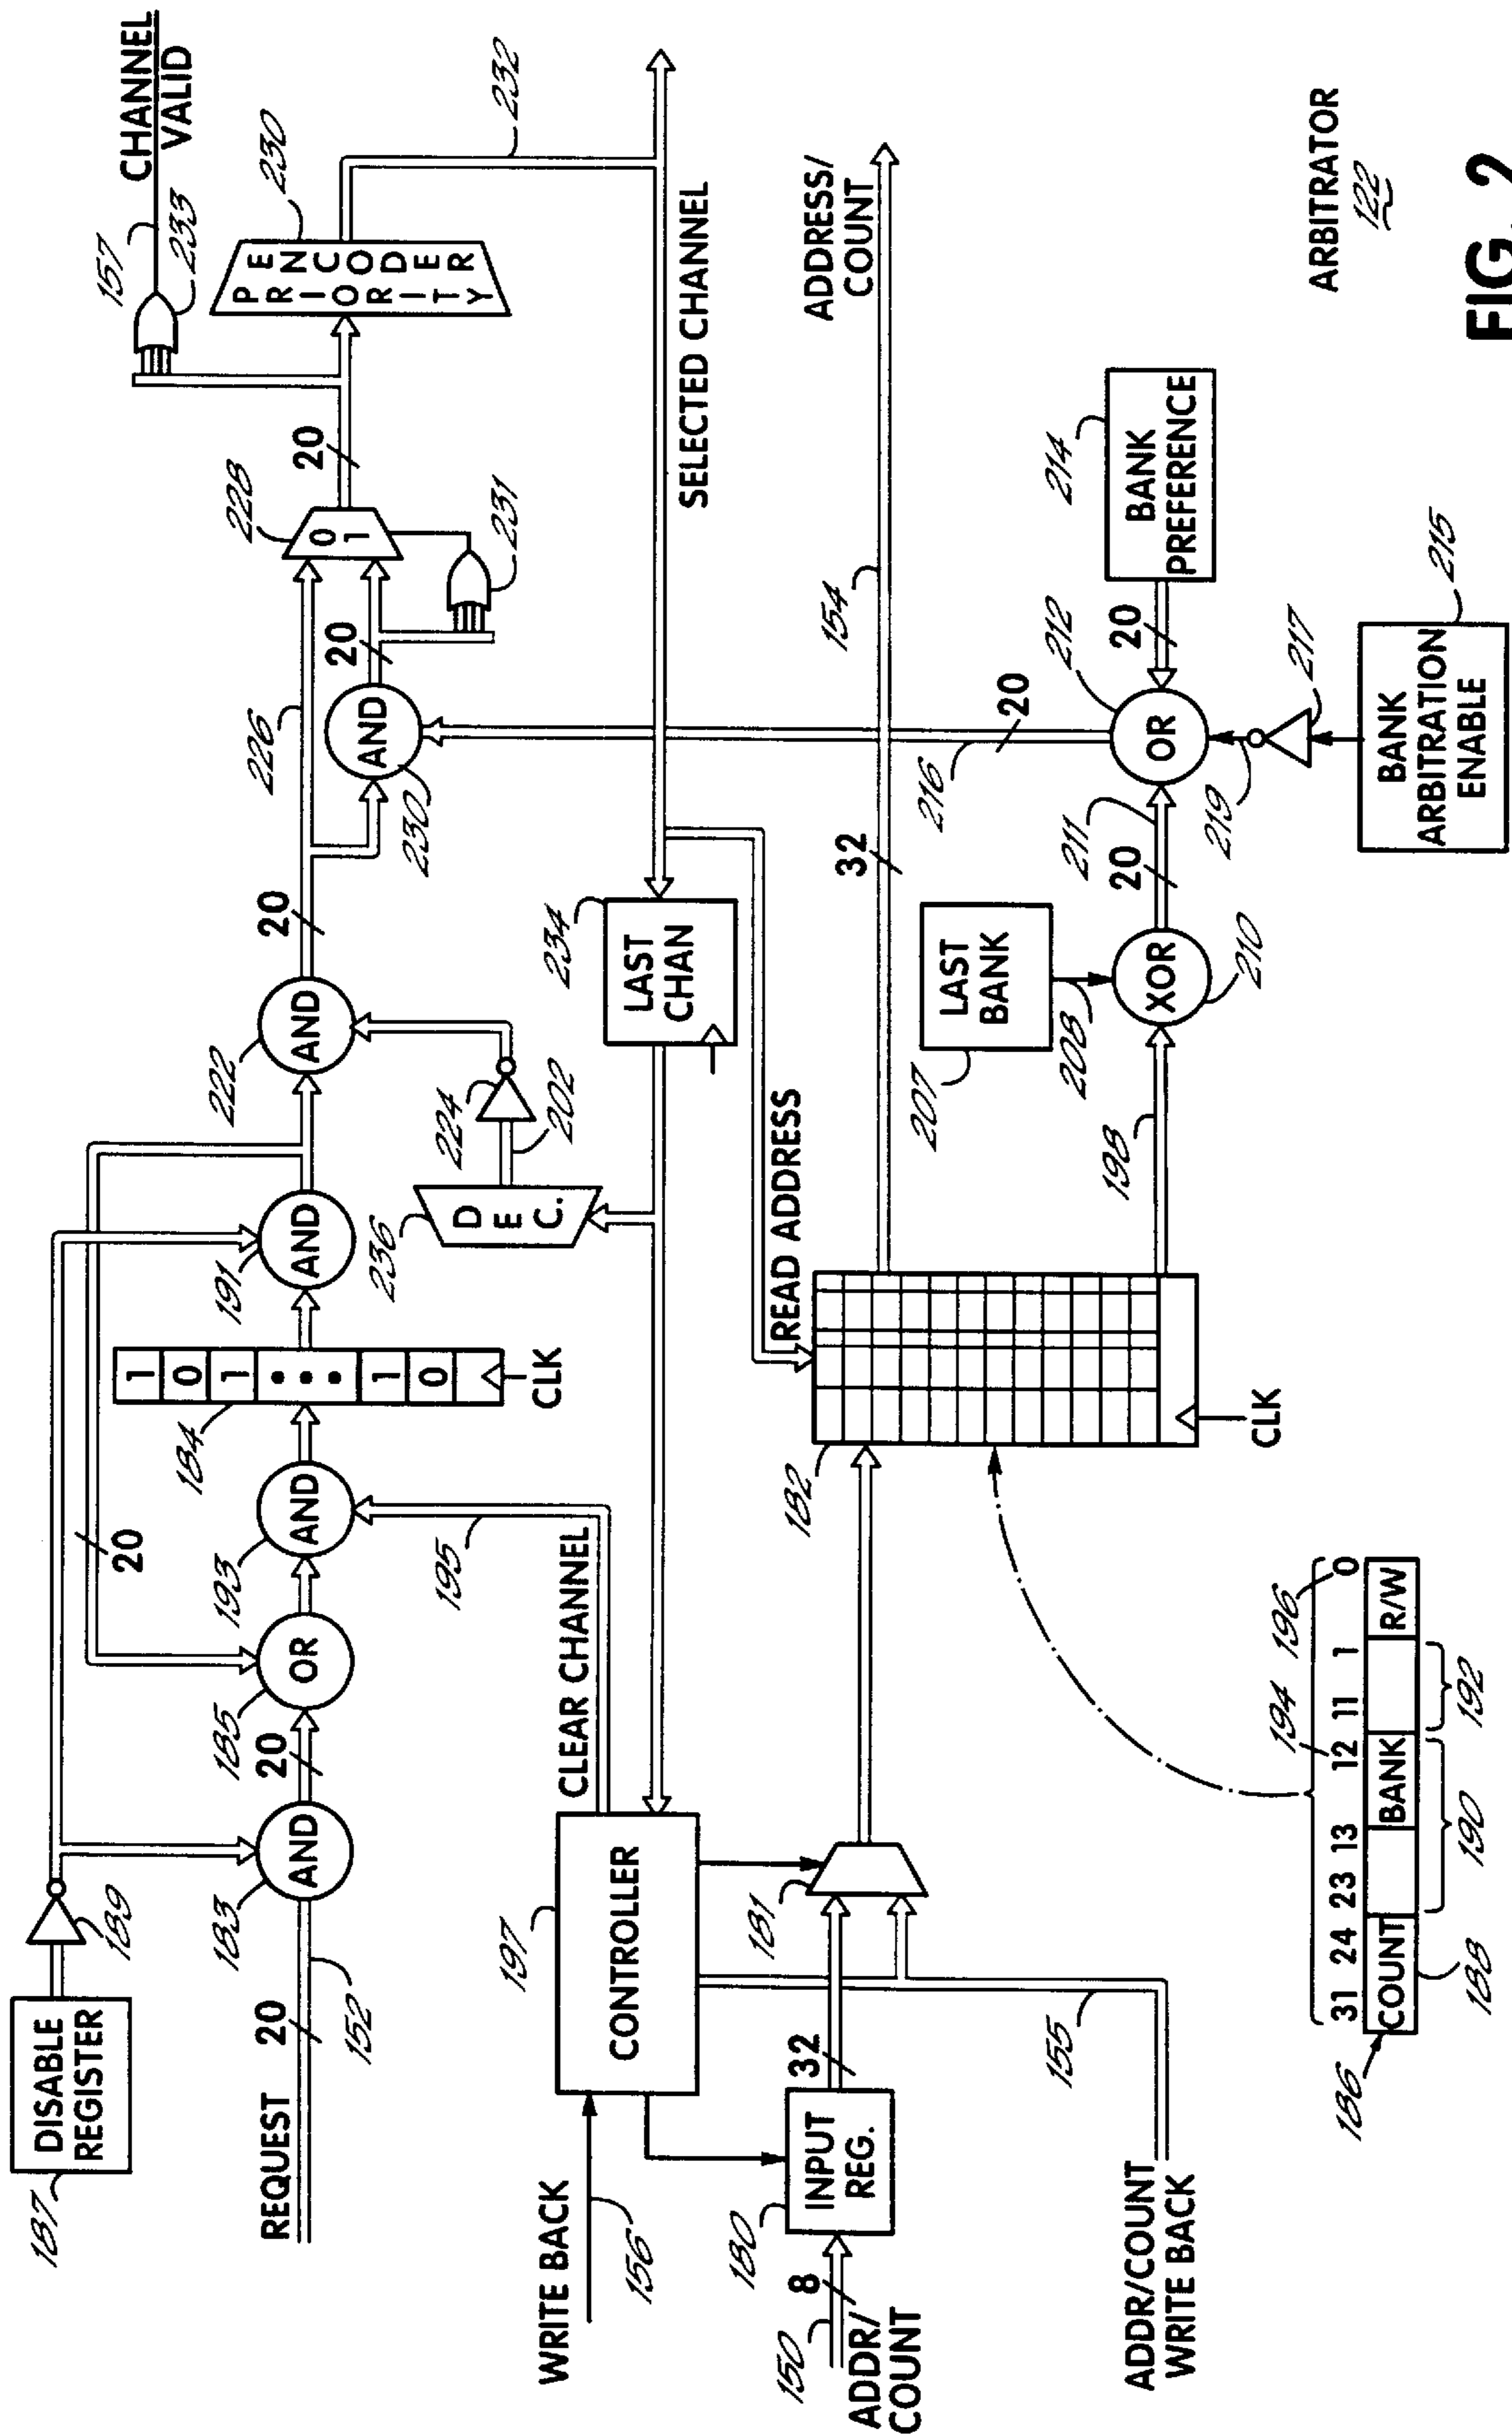 187
DISABLE
REGISTER
189
REQUEST
20
152
183
AND
20
185
OR
20
193
AND
195
184
1
0
1
1
0
CLK
191
AND
222
AND
20
224
202
236
DEC.
226
AND
230
20
228
0
1
231
20
157
CHANNEL
VALID
233
PRIORITY
ENCODER
230
232
SELECTED CHANNEL
WRITE BACK
156
197
CONTROLLER
CLEAR CHANNEL
234
LAST
CHAN
READ ADDRESS
150
8
ADDR/
COUNT
180
INPUT
REG.
32
181
155
ADDR/COUNT
WRITE BACK
182
CLK
32
154
ADDRESS/
COUNT
207
LAST
BANK
208
198
XOR
210
211
20
216
20
212
OR
20
214
BANK
PREFERENCE
219
217
215
BANK
ARBITRATION
ENABLE
194
196
31 24 23 13 12 11 1 0
COUNT BANK R/W
186
188
190
192
ARBITRATOR
122
FIG. 2